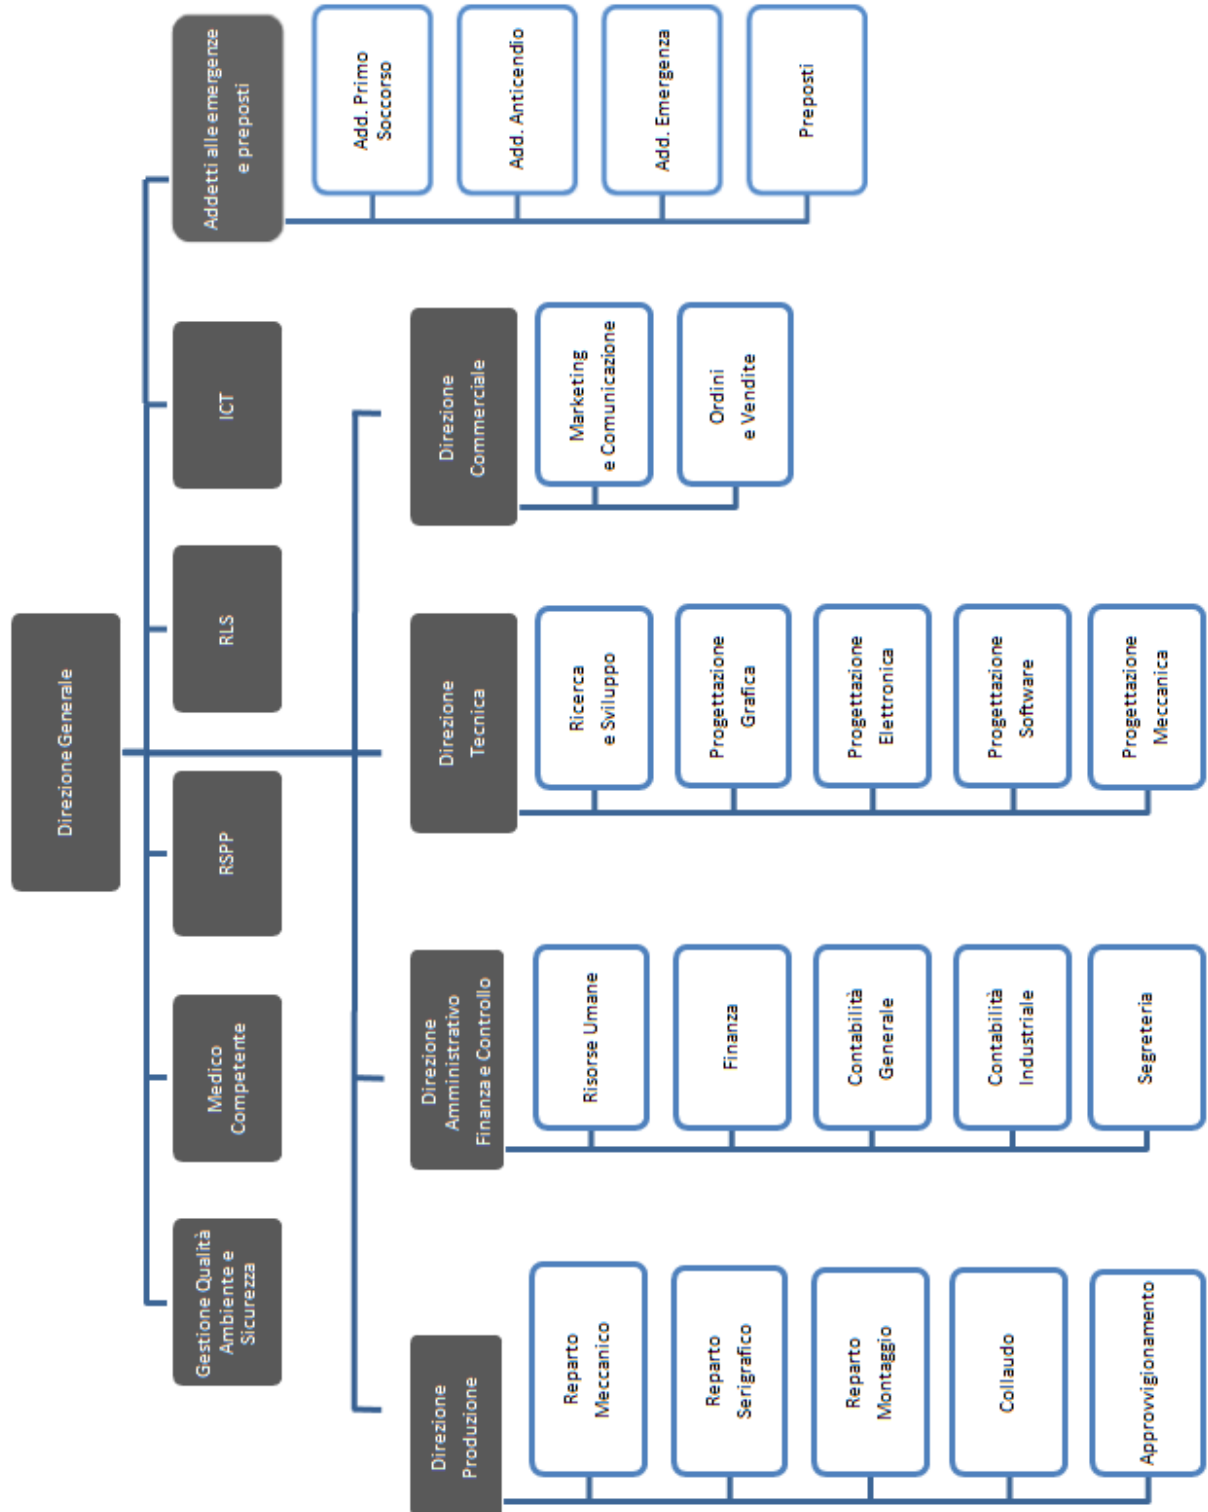 Direzione Generale
Gestione Qualità
Ambiente e
Sicurezza
Medico
Competente
RSPP
RLS
ICT
Addetti alle emergenze
e preposti
Add. Primo
Soccorso
Add. Anticendio
Add. Emergenza
Preposti
Direzione
Produzione
Reparto
Meccanico
Reparto
Serigrafico
Reparto
Montaggio
Collaudo
Approvvigionamento
Direzione
Amministrativo
Finanza e Controllo
Risorse Umane
Finanza
Contabilità
Generale
Contabilità
Industriale
Segreteria
Direzione
Tecnica
Ricerca
e Sviluppo
Progettazione
Grafica
Progettazione
Elettronica
Progettazione
Software
Progettazione
Meccanica
Direzione
Commerciale
Marketing
e Comunicazione
Ordini
e Vendite